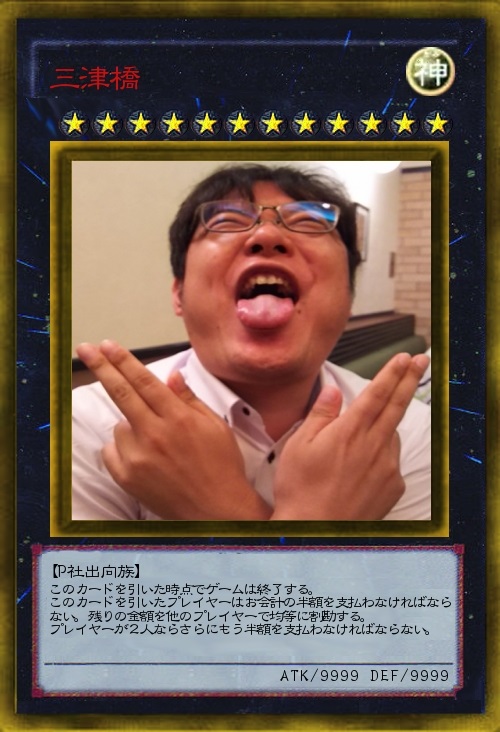 三津橋
神
【P社出向族】
このカードを引いた時点でゲームは終了する。
このカードを引いたプレイヤーはお会計の半額を支払わなければなら
ない。残りの金額を他のプレイヤーで均等に割勘する。
プレイヤーが2人ならさらにもう半額を支払わなければならない。
ATK/9999 DEF/9999